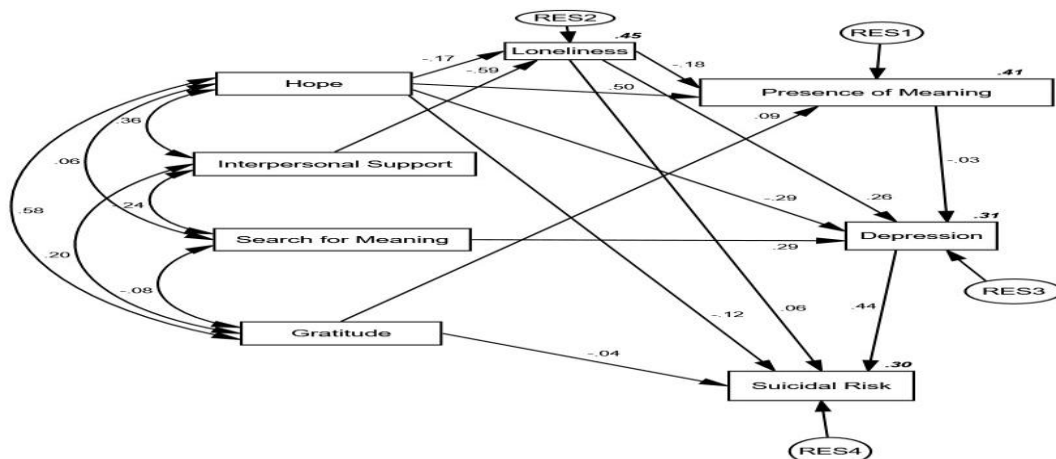 RES2
RES1
.45
Loneliness
-.17
-.18
.41
Hope
-.59
.50
Presence of Meaning
.09
.36
Interpersonal Support
.06
-.03
-.24
-.29
.26
.58
.31
Search for Meaning
.29
Depression
.20
-.08
RES3
-.12
.06
.44
Gratitude
-.04
.30
Suicidal Risk
RES4